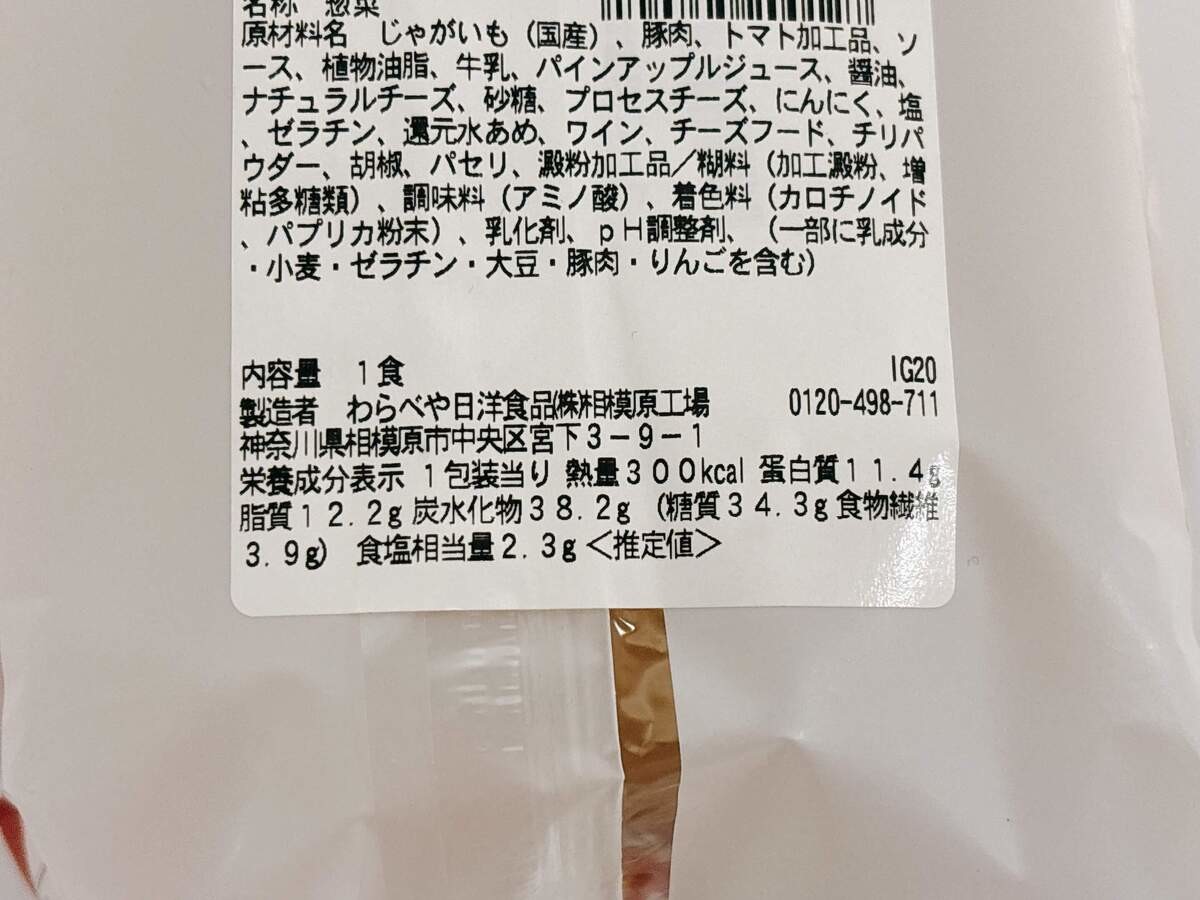 名称 惣菜
原材料名 じゃがいも（国産）、豚肉、トマト加工品、ソ
ース、植物油脂、牛乳、パインアップルジュース、醤油、
ナチュラルチーズ、砂糖、プロセスチーズ、にんにく、塩
、ゼラチン、還元水あめ、ワイン、チーズフード、チリパ
ウダー、胡椒、パセリ、澱粉加工品／糊料（加工澱粉、増
粘多糖類）、調味料（アミノ酸）、着色料（カロチノイド
、パプリカ粉末）、乳化剤、ｐＨ調整剤、（一部に乳成分
・小麦・ゼラチン・大豆・豚肉・りんごを含む）
内容量 １食 IG20
製造者 わらべや日洋食品㈱相模原工場 0120-498-711
神奈川県相模原市中央区宮下３－９－１
栄養成分表示 １包装当り 熱量３００kcal 蛋白質１１.４g
脂質１２.２g 炭水化物３８.２g （糖質３４.３g 食物繊維
３.９g） 食塩相当量２.３g＜推定値＞